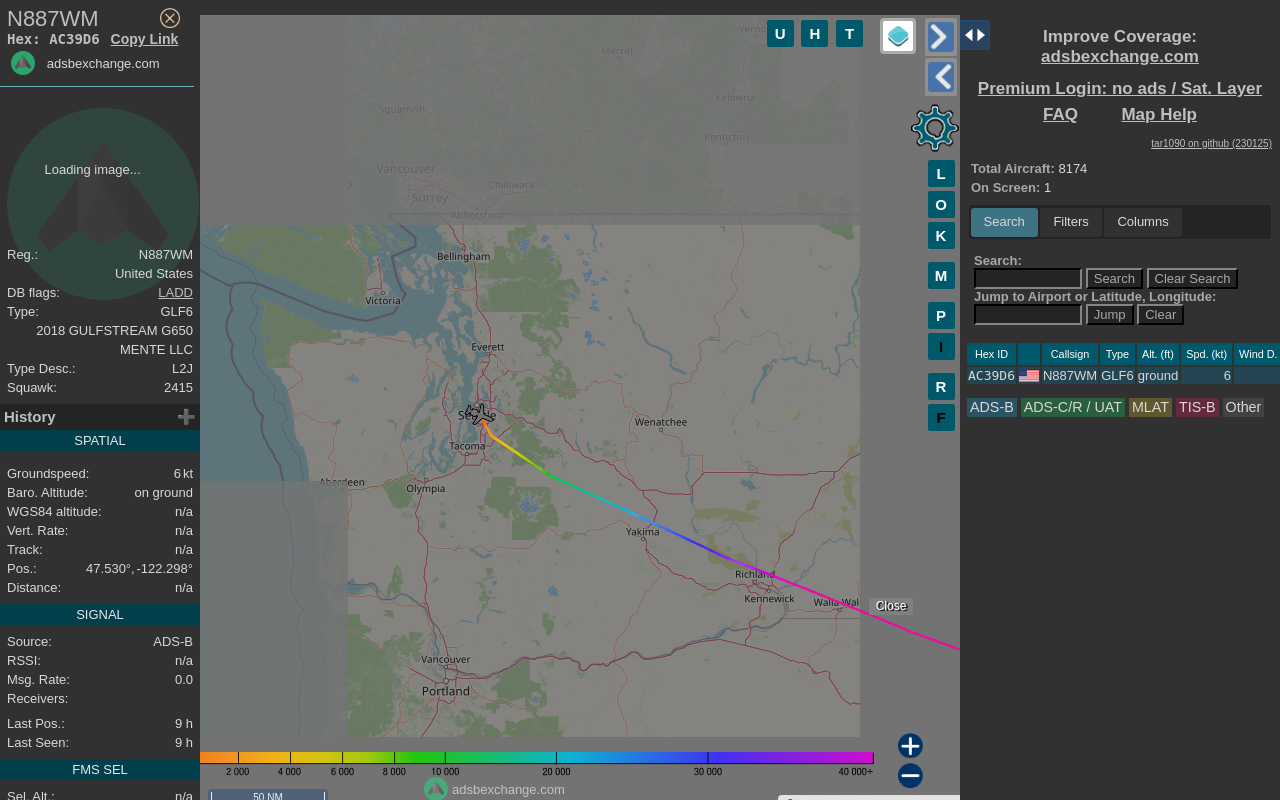 N887WM
Hex: AC39D6 Copy Link
adsbexchange.com
Loading image...
Reg.: N887WM
United States
DB flags: LADD
Type: GLF6
2018 GULFSTREAM G650
MENTE LLC
Type Desc.: L2J
Squawk: 2415
History
SPATIAL
Groundspeed: 6 kt
Baro. Altitude: on ground
WGS84 altitude: n/a
Vert. Rate: n/a
Track: n/a
Pos.: 47.530°, -122.298°
Distance: n/a
SIGNAL
Source: ADS-B
RSSI: n/a
Msg. Rate: 0.0
Receivers:
Last Pos.: 9 h
Last Seen: 9 h
FMS SEL
Sel. Alt.: n/a
U H T
Merritt
Squamish
Kelowna
Penticton
Vancouver
Surrey
Chilliwack
Abbotsford
Bellingham
Victoria
Everett
Tacoma
Wenatchee
Aberdeen
Olympia
Yakima
Richland
Kennewick
Walla Wal
Vancouver
Portland
Close
L
O
K
M
P
I
R
F
2 000 4 000 6 000 8 000 10 000 20 000 30 000 40 000+
adsbexchange.com
50 NM
Improve Coverage:
adsbexchange.com
Premium Login: no ads / Sat. Layer
FAQ Map Help
tar1090 on github (230125)
Total Aircraft: 8174
On Screen: 1
Search Filters Columns
Search:
Search Clear Search
Jump to Airport or Latitude, Longitude:
Jump Clear
Hex ID Callsign Type Alt. (ft) Spd. (kt) Wind D.
AC39D6 N887WM GLF6 ground 6
ADS-B ADS-C/R / UAT MLAT TIS-B Other